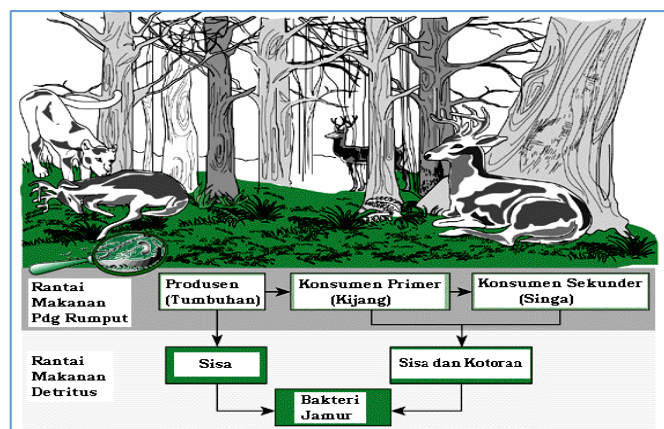 Rantai
Makanan
Pdg Rumput
Produsen
(Tumbuhan)
Konsumen Primer
(Kijang)
Konsumen Sekunder
(Singa)
Rantai
Makanan
Detritus
Sisa
Sisa dan Kotoran
Bakteri
Jamur